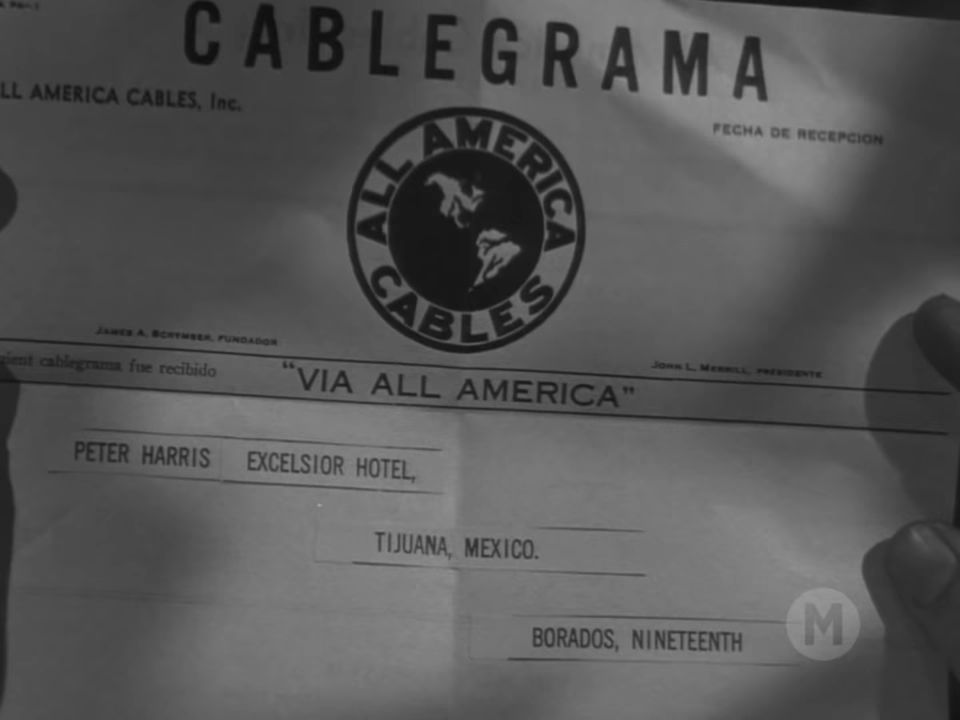 CABLEGRAMA
ALL AMERICA CABLES, Inc.
FECHA DE RECEPCION
ALL AMERICA
CABLES
JAMES A. SCRYMSER, FUNDADOR
JOHN L. MERRILL, PRESIDENTE
cablegrama fue recibido
"VIA ALL AMERICA"
PETER HARRIS EXCELSIOR HOTEL,
TIJUANA, MEXICO.
BORADOS, NINETEENTH
M